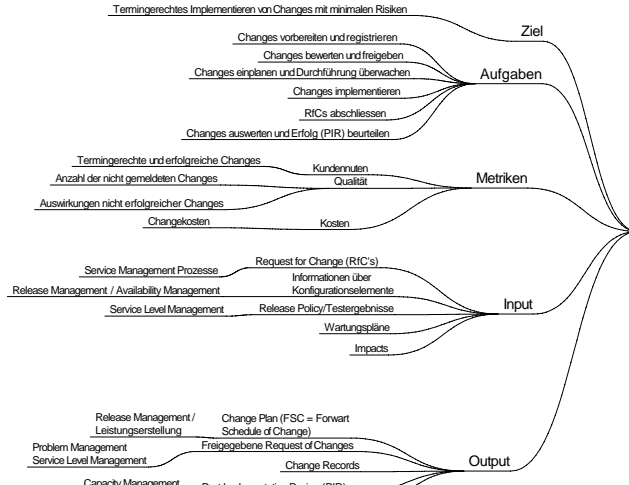 Termingerechtes Implementieren von Changes mit minimalen Risiken
Ziel
Changes vorbereiten und registrieren
Changes bewerten und freigeben
Changes einplanen und Durchführung überwachen
Changes implementieren
RfCs abschliessen
Changes auswerten und Erfolg (PIR) beurteilen
Aufgaben
Termingerechte und erfolgreiche Changes
Kundennuten
Anzahl der nicht gemeldeten Changes
Qualität
Auswirkungen nicht erfolgreicher Changes
Changekosten
Kosten
Metriken
Service Management Prozesse
Request for Change (RfC's)
Release Management / Availability Management
Informationen über
Konfigurationselemente
Service Level Management
Release Policy/Testergebnisse
Wartungspläne
Impacts
Input
Release Management /
Leistungserstellung
Change Plan (FSC = Forwart
Schedule of Change)
Problem Management
Service Level Management
Freigegebene Request of Changes
Change Records
Output
Capacity Management